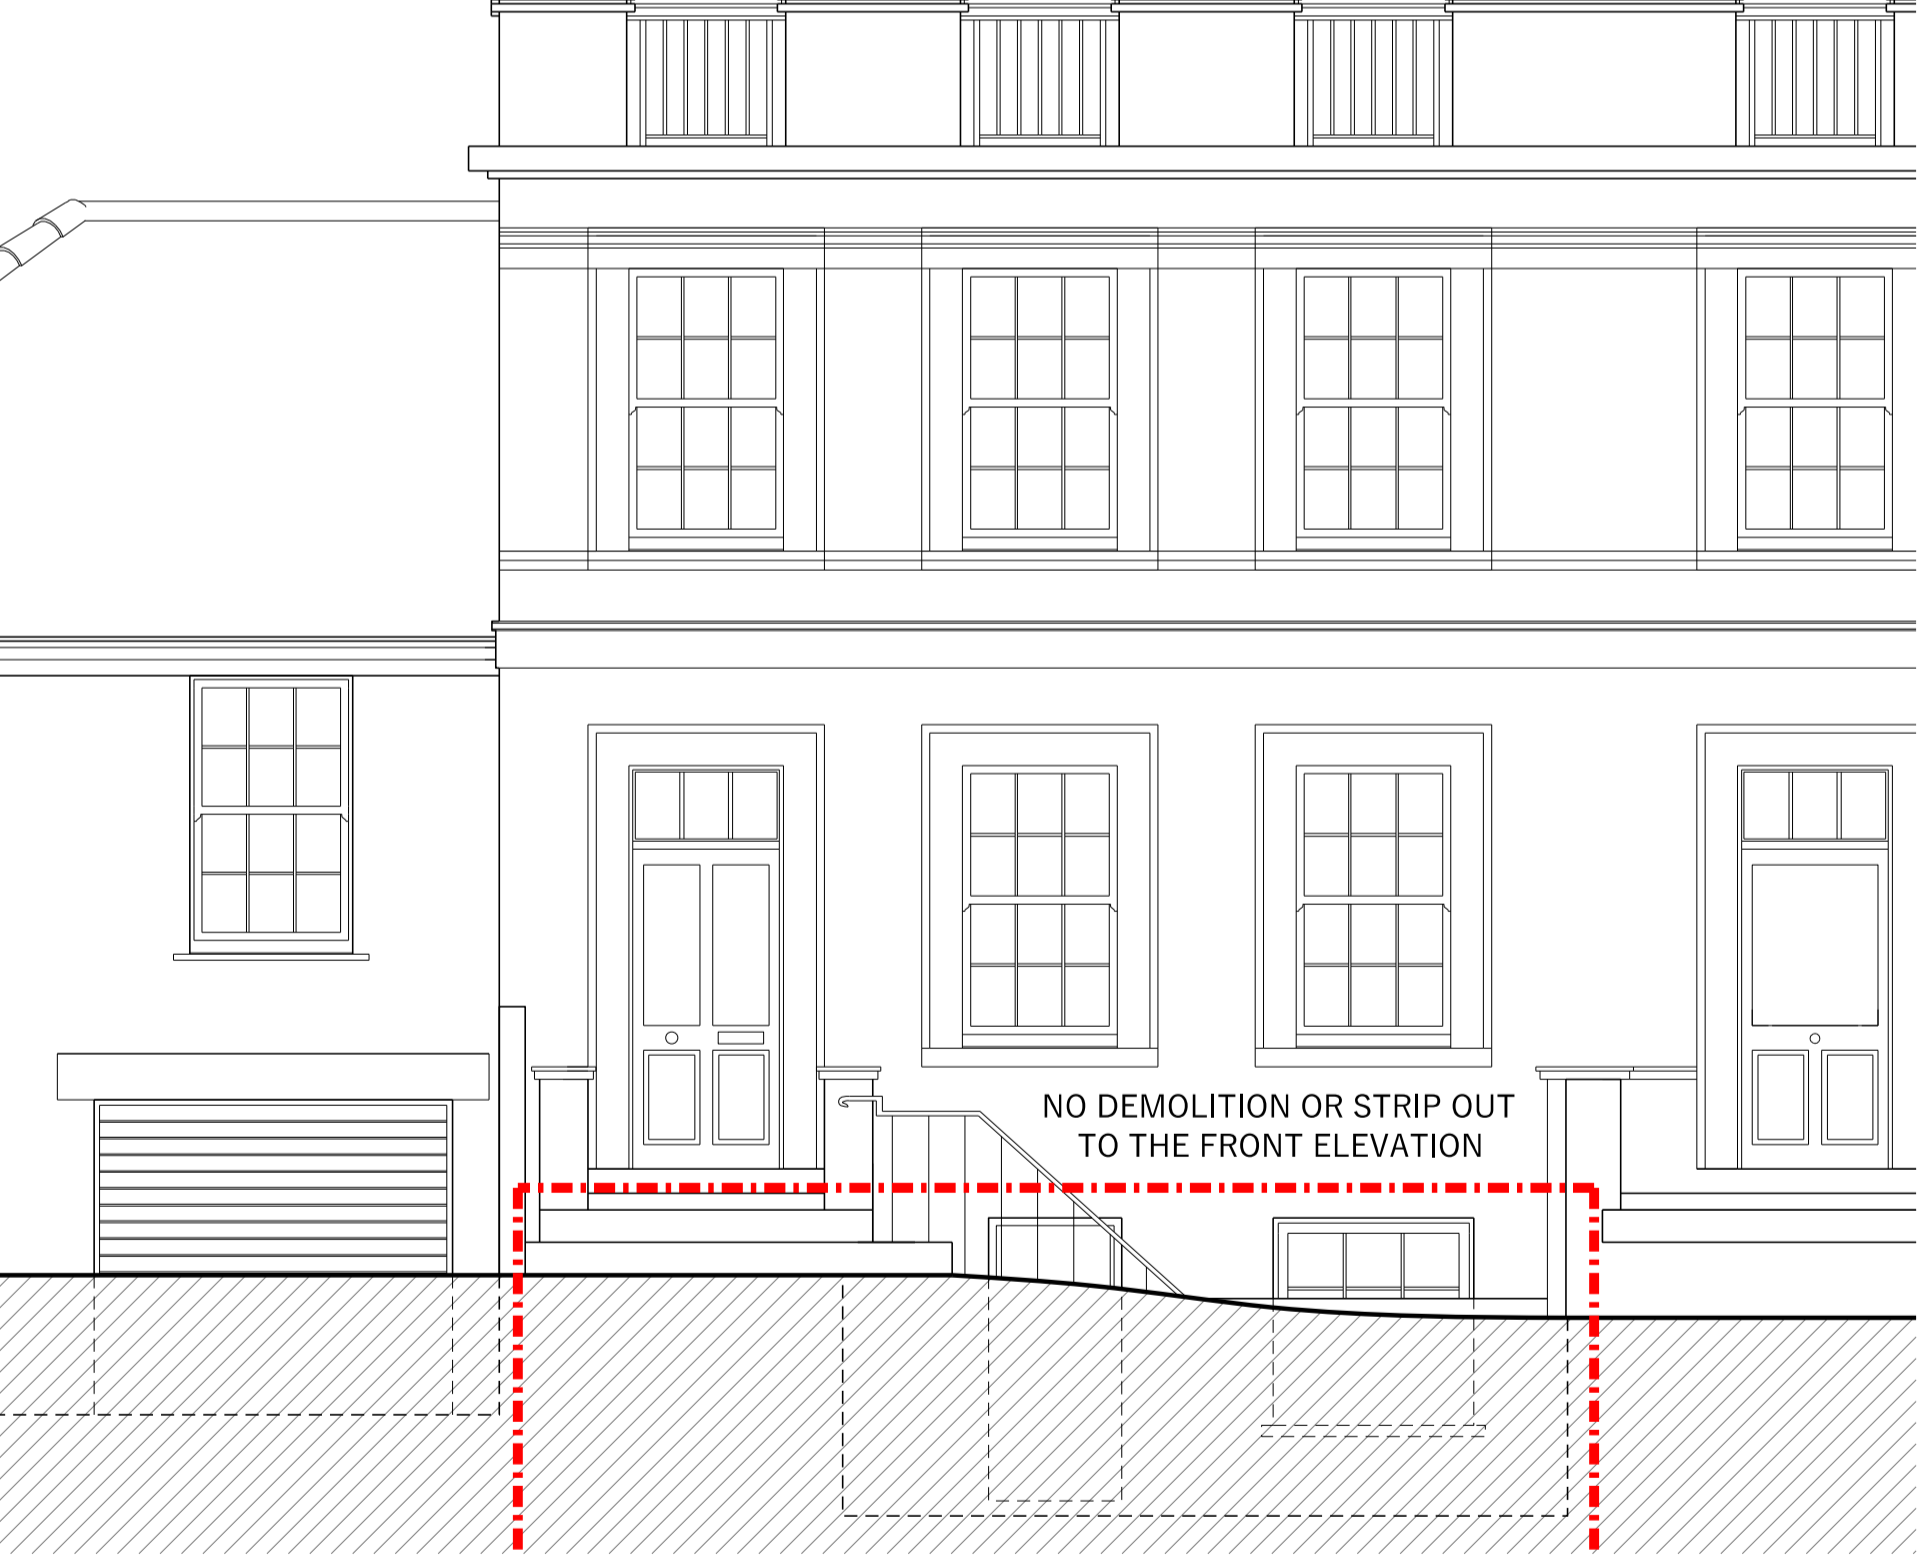 NO DEMOLITION OR STRIP OUT
TO THE FRONT ELEVATION